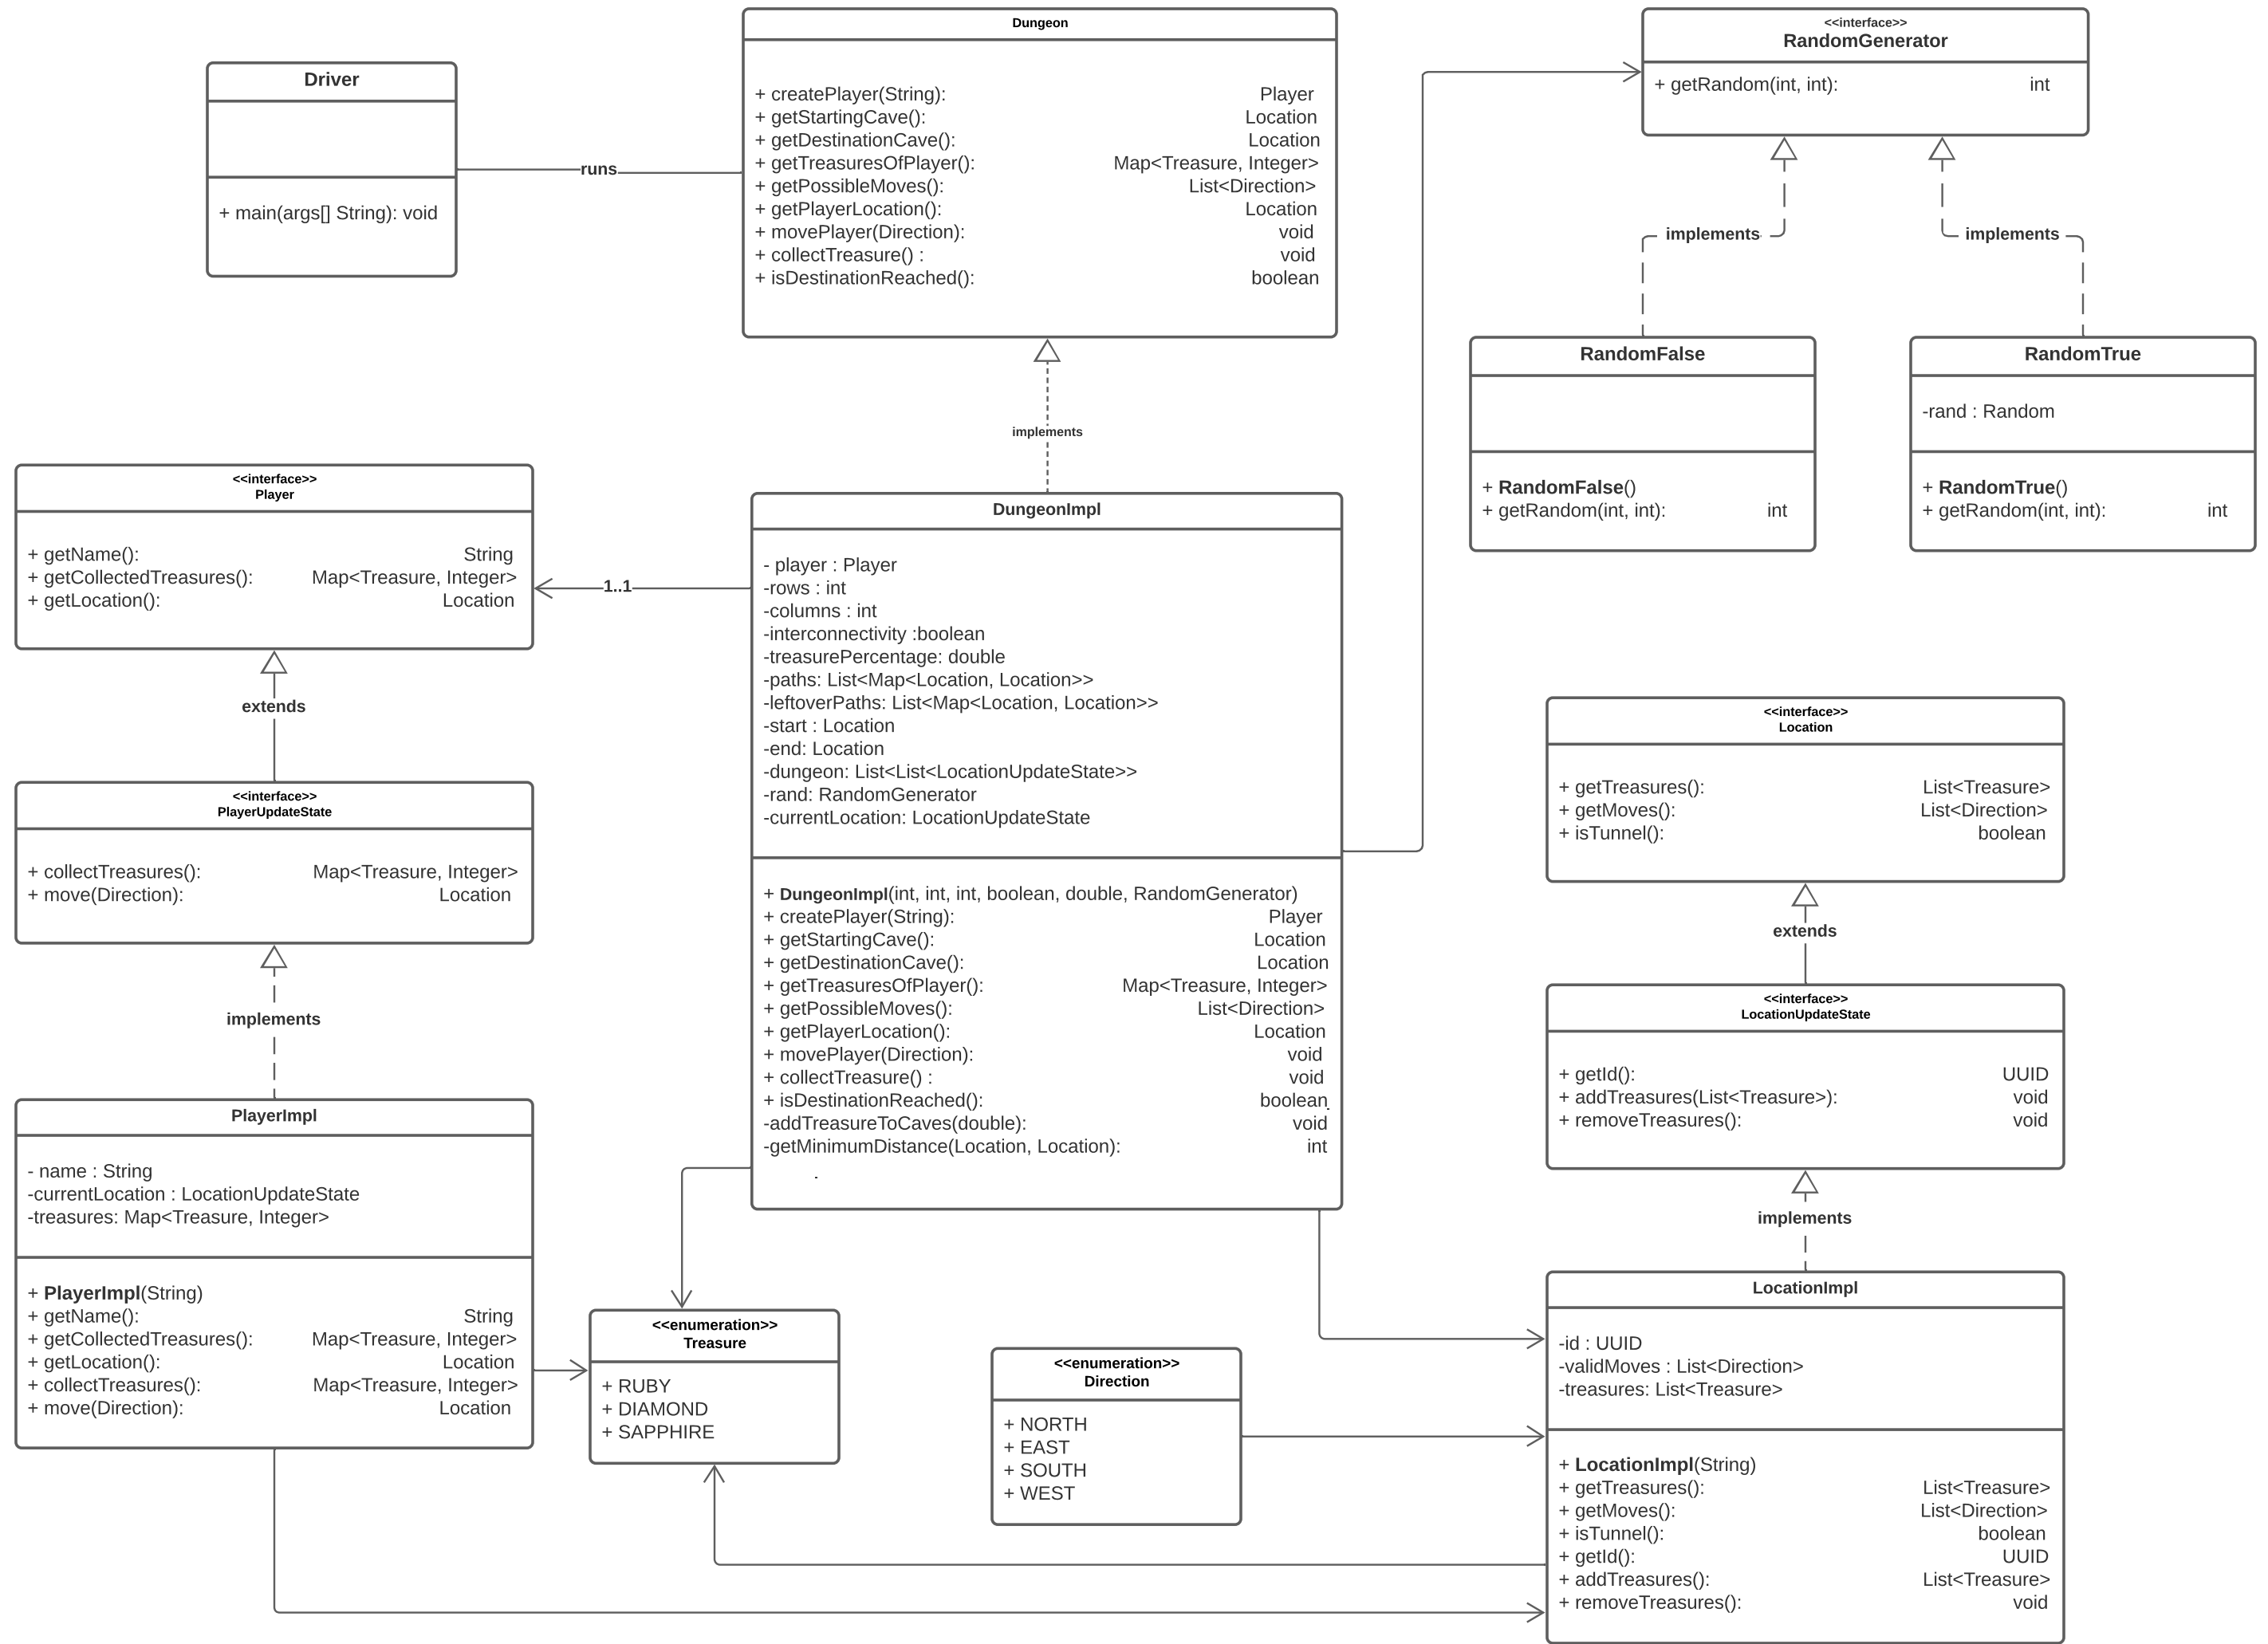 Driver
+ main(args[] String): void
runs
Dungeon
+ createPlayer(String): Player
+ getStartingCave(): Location
+ getDestinationCave(): Location
+ getTreasuresOfPlayer(): Map<Treasure, Integer>
+ getPossibleMoves(): List<Direction>
+ getPlayerLocation(): Location
+ movePlayer(Direction): void
+ collectTreasure() : void
+ isDestinationReached(): boolean
<<interface>>
RandomGenerator
+ getRandom(int, int): int
implements
implements
RandomFalse
+ RandomFalse()
+ getRandom(int, int): int
RandomTrue
-rand : Random
+ RandomTrue()
+ getRandom(int, int): int
implements
<<interface>>
Player
+ getName(): String
+ getCollectedTreasures(): Map<Treasure, Integer>
+ getLocation(): Location
1..1
extends
<<interface>>
PlayerUpdateState
+ collectTreasures(): Map<Treasure, Integer>
+ move(Direction): Location
implements
PlayerImpl
- name : String
-currentLocation : LocationUpdateState
-treasures: Map<Treasure, Integer>
+ PlayerImpl(String)
+ getName(): String
+ getCollectedTreasures(): Map<Treasure, Integer>
+ getLocation(): Location
+ collectTreasures(): Map<Treasure, Integer>
+ move(Direction): Location
DungeonImpl
- player : Player
-rows : int
-columns : int
-interconnectivity :boolean
-treasurePercentage: double
-paths: List<Map<Location, Location>>
-leftoverPaths: List<Map<Location, Location>>
-start : Location
-end: Location
-dungeon: List<List<LocationUpdateState>>
-rand: RandomGenerator
-currentLocation: LocationUpdateState
+ DungeonImpl(int, int, int, boolean, double, RandomGenerator)
+ createPlayer(String): Player
+ getStartingCave(): Location
+ getDestinationCave(): Location
+ getTreasuresOfPlayer(): Map<Treasure, Integer>
+ getPossibleMoves(): List<Direction>
+ getPlayerLocation(): Location
+ movePlayer(Direction): void
+ collectTreasure() : void
+ isDestinationReached(): boolean
-addTreasureToCaves(double): void
-getMinimumDistance(Location, Location): int
<<interface>>
Location
+ getTreasures(): List<Treasure>
+ getMoves(): List<Direction>
+ isTunnel(): boolean
extends
<<interface>>
LocationUpdateState
+ getId(): UUID
+ addTreasures(List<Treasure>): void
+ removeTreasures(): void
implements
LocationImpl
-id : UUID
-validMoves : List<Direction>
-treasures: List<Treasure>
+ LocationImpl(String)
+ getTreasures(): List<Treasure>
+ getMoves(): List<Direction>
+ isTunnel(): boolean
+ getId(): UUID
+ addTreasures(): List<Treasure>
+ removeTreasures(): void
<<enumeration>>
Treasure
+ RUBY
+ DIAMOND
+ SAPPHIRE
<<enumeration>>
Direction
+ NORTH
+ EAST
+ SOUTH
+ WEST